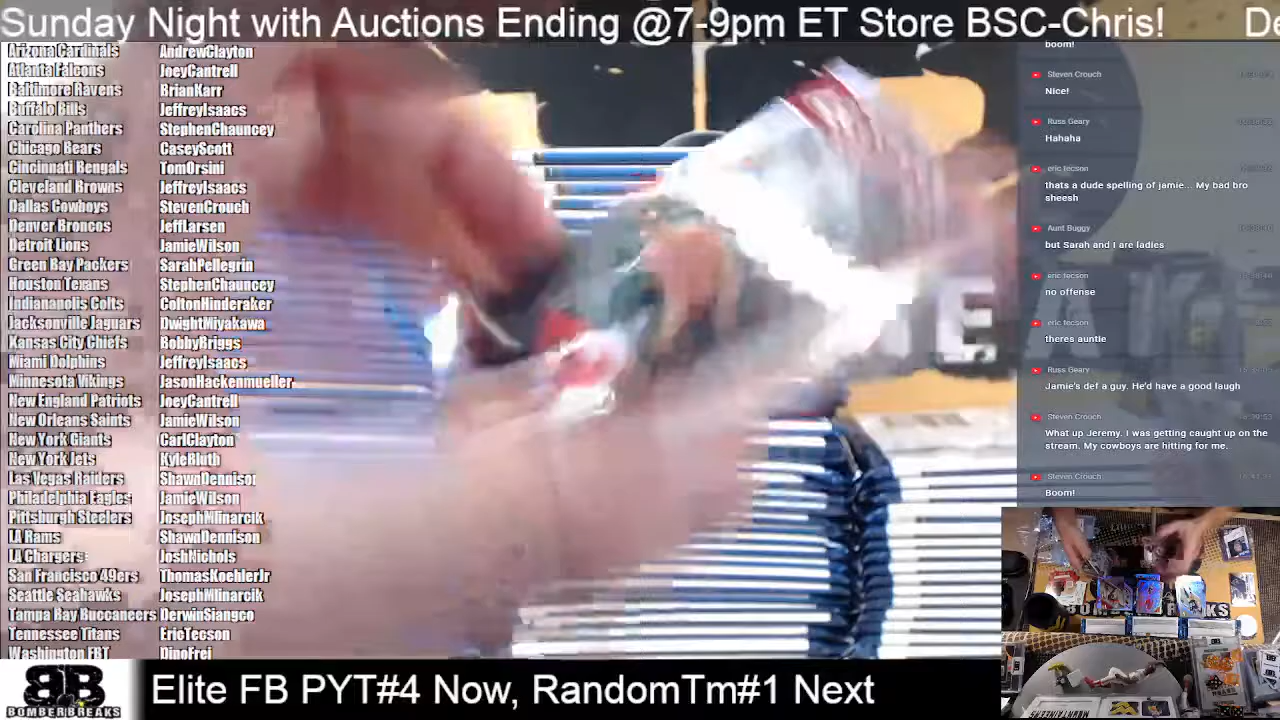 Sunday Night with Auctions Ending @7-9pm ET Store BSC-Chris!
Arizona Cardinals AndrewClayton
Atlanta Falcons JoeyCantrell
Baltimore Ravens BrianKarr
Buffalo Bills JeffreyIsaacs
Carolina Panthers StephenChauncey
Chicago Bears CaseyScott
Cincinnati Bengals TomOrsini
Cleveland Browns JeffreyIsaacs
Dallas Cowboys StevenCrouch
Denver Broncos JeffLarsen
Detroit Lions JamieWilson
Green Bay Packers SarahPellegrin
Houston Texans StephenChauncey
Indianapolis Colts ColtonHinderaker
Jacksonville Jaguars DwightMiyakawa
Kansas City Chiefs BobbyBriggs
Miami Dolphins JeffreyIsaacs
Minnesota Vikings JasonHackenmueller
New England Patriots JoeyCantrell
New Orleans Saints JamieWilson
New York Giants CarlClayton
New York Jets KyleBluth
Las Vegas Raiders ShawnDennison
Philadelphia Eagles JamieWilson
Pittsburgh Steelers JosephMlinarcik
LA Rams ShawnDennison
LA Chargers JoshNichols
San Francisco 49ers ThomasKoehlerJr
Seattle Seahawks JosephMlinarcik
Tampa Bay Buccaneers DerwinSiangco
Tennessee Titans EricTecson
Washington FBT DinoFrei
boom!
Steven Crouch
Nice!
Russ Geary
Hahaha
eric tecson
thats a dude spelling of jamie... My bad bro
sheesh
Aunt Buggy
but Sarah and I are ladies
eric tecson
no offense
eric tecson
theres auntie
Russ Geary
Jamie's def a guy. He'd have a good laugh
Steven Crouch
What up Jeremy. I was getting caught up on the
stream. My cowboys are hitting for me.
Steven Crouch
Boom!
BOMBERBREAKS
BB
BOMBERBREAKS
Elite FB PYT#4 Now, RandomTm#1 Next